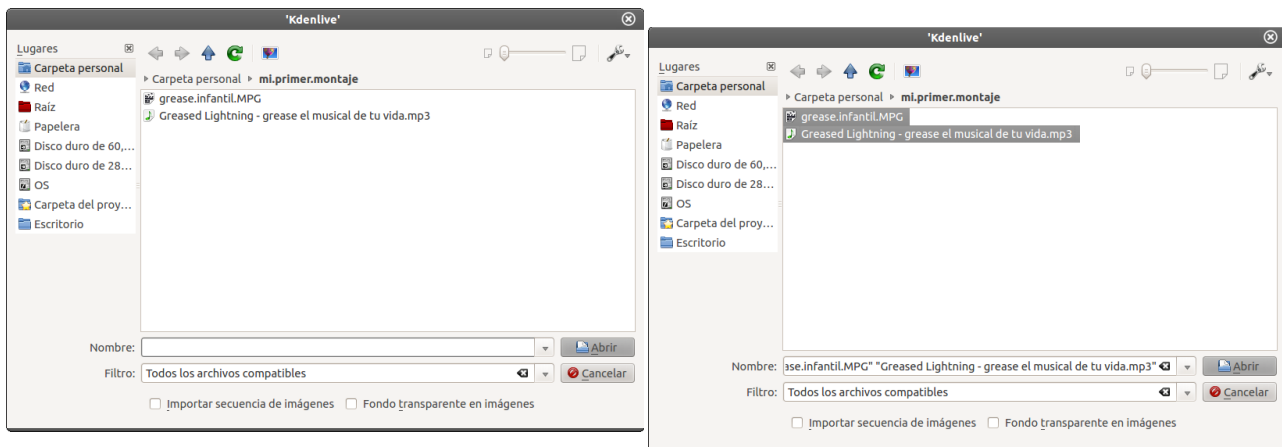 'Kdenlive'
Lugares
Carpeta personal
Red
Raíz
Papelera
Disco duro de 60,...
Disco duro de 28...
OS
Carpeta del proy...
Escritorio
Carpeta personal mi.primer.montaje
grease.infantil.MPG
Greased Lightning - grease el musical de tu vida.mp3
Nombre:
Abrir
Filtro: Todos los archivos compatibles
Cancelar
Importar secuencia de imágenes Fondo transparente en imágenes
'Kdenlive'
Lugares
Carpeta personal
Red
Raíz
Papelera
Disco duro de 60,...
Disco duro de 28...
OS
Carpeta del proy...
Escritorio
Carpeta personal mi.primer.montaje
grease.infantil.MPG
Greased Lightning - grease el musical de tu vida.mp3
Nombre: ase.infantil.MPG" "Greased Lightning - grease el musical de tu vida.mp3"
Abrir
Filtro: Todos los archivos compatibles
Cancelar
Importar secuencia de imágenes Fondo transparente en imágenes